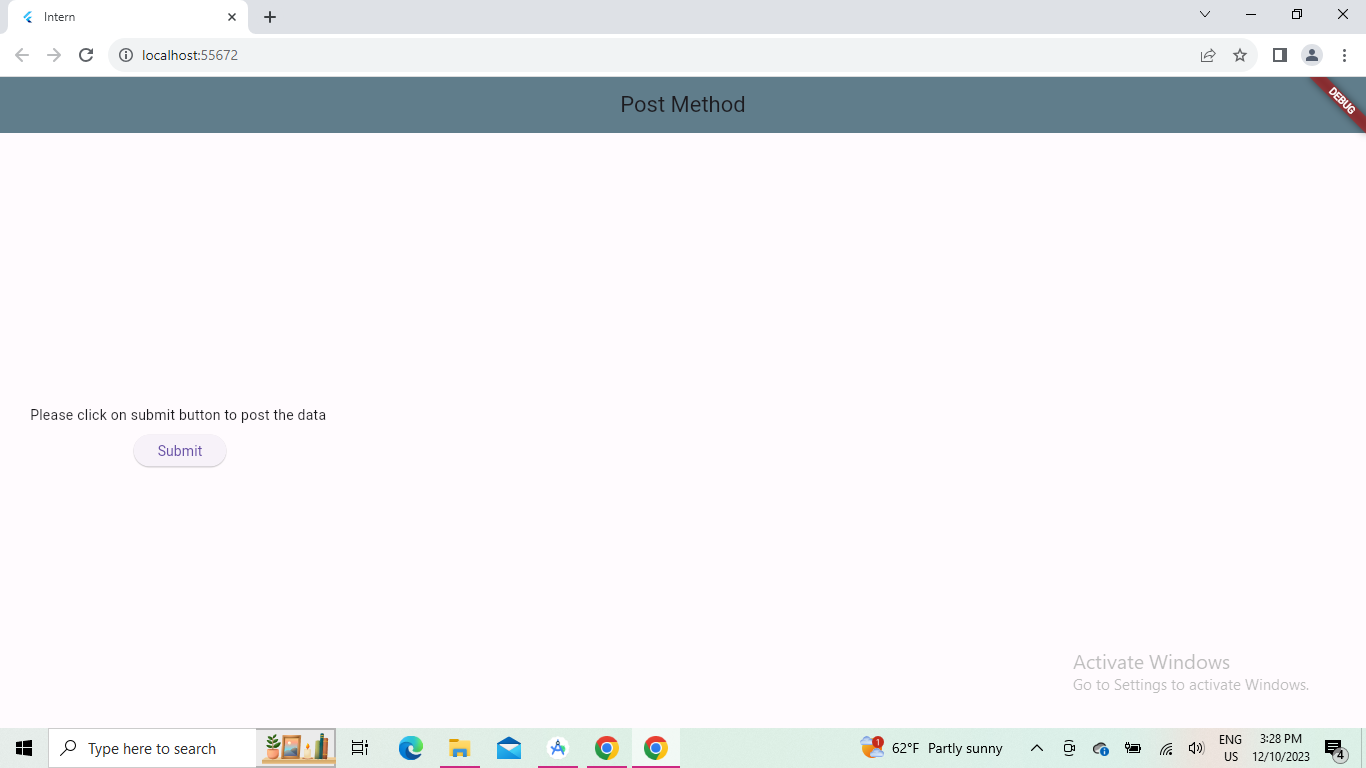 Intern
localhost:55672
Post Method
DEBUG
Please click on submit button to post the data
Submit
Activate Windows
Go to Settings to activate Windows.
Type here to search
1
62°F Partly sunny
ENG
US
3:28 PM
12/10/2023
4